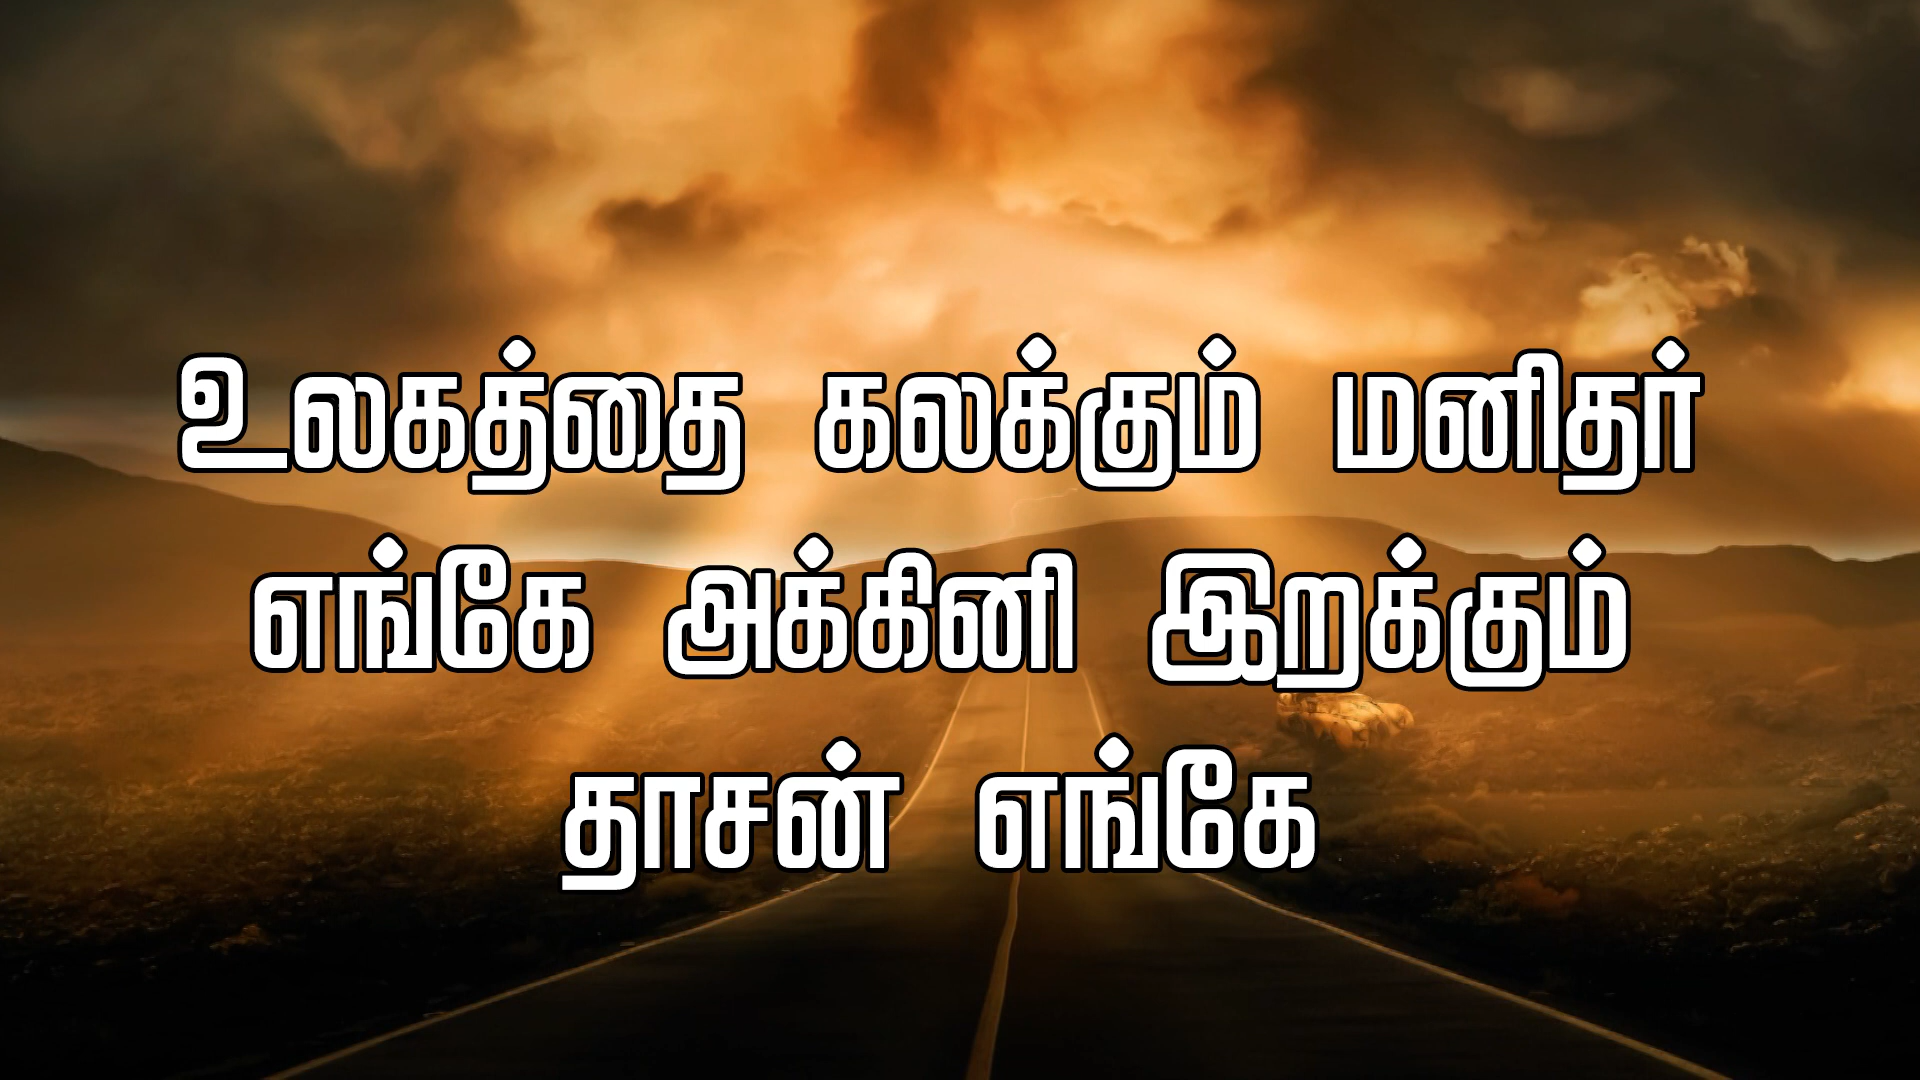 உலகத்தை கலக்கும் மனிதர்
எங்கே அக்கினி இறக்கும்
தாசன் எங்கே